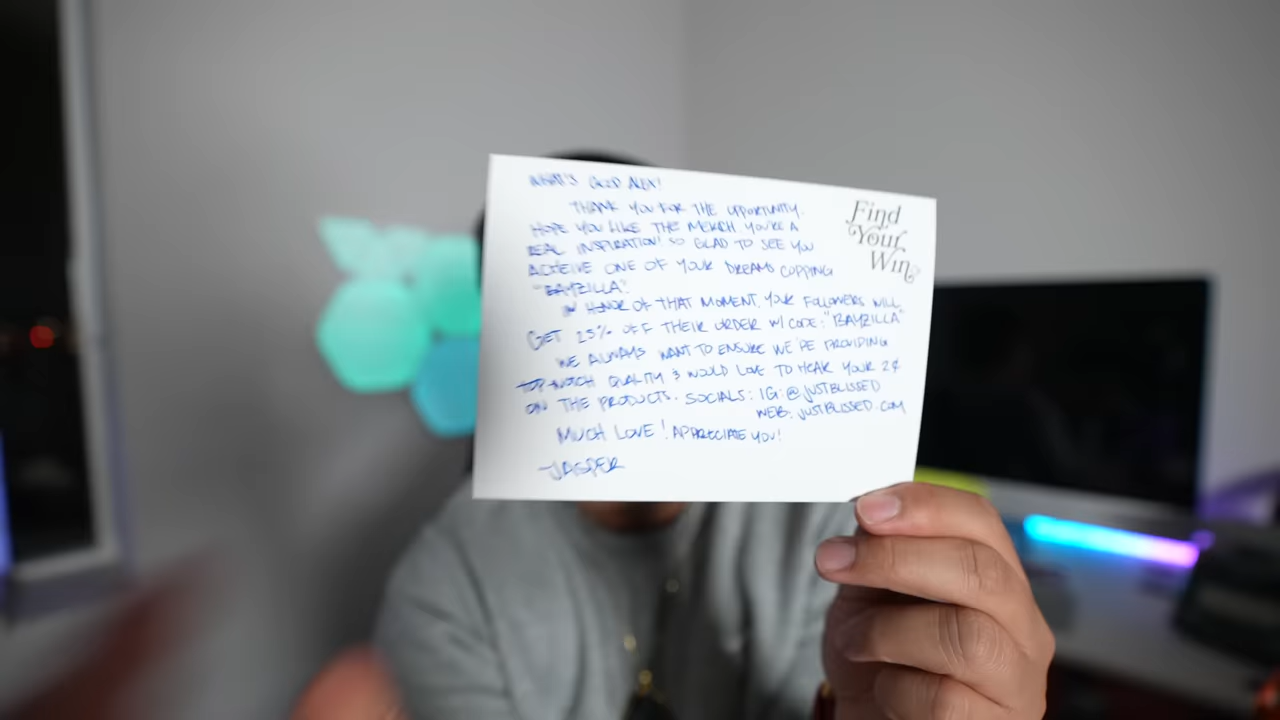 WHAT'S GOOD ALEX!
THANK YOU FOR THE OPPORTUNITY.
HOPE YOU LIKE THE MERCH YOU'RE A
REAL INSPIRATION! SO GLAD TO SEE YOU
ACHEIVE ONE OF YOUR DREAMS COPPING
"BAYZILLA".
IN HONOR OF THAT MOMENT, YOUR FOLLOWERS WILL
GET 25% OFF THEIR ORDER W/ CODE: "BAYZILLA"
WE ALWAYS WANT TO ENSURE WE'RE PROVIDING
TOP-NOTCH QUALITY & WOULD LOVE TO HEAR YOUR 2¢
ON THE PRODUCTS. SOCIALS: IG: @JUSTBLISSED
WEB: JUSTBLISSED.COM
MUCH LOVE! APPRECIATE YOU!
-JASPER
Find
Your
Win